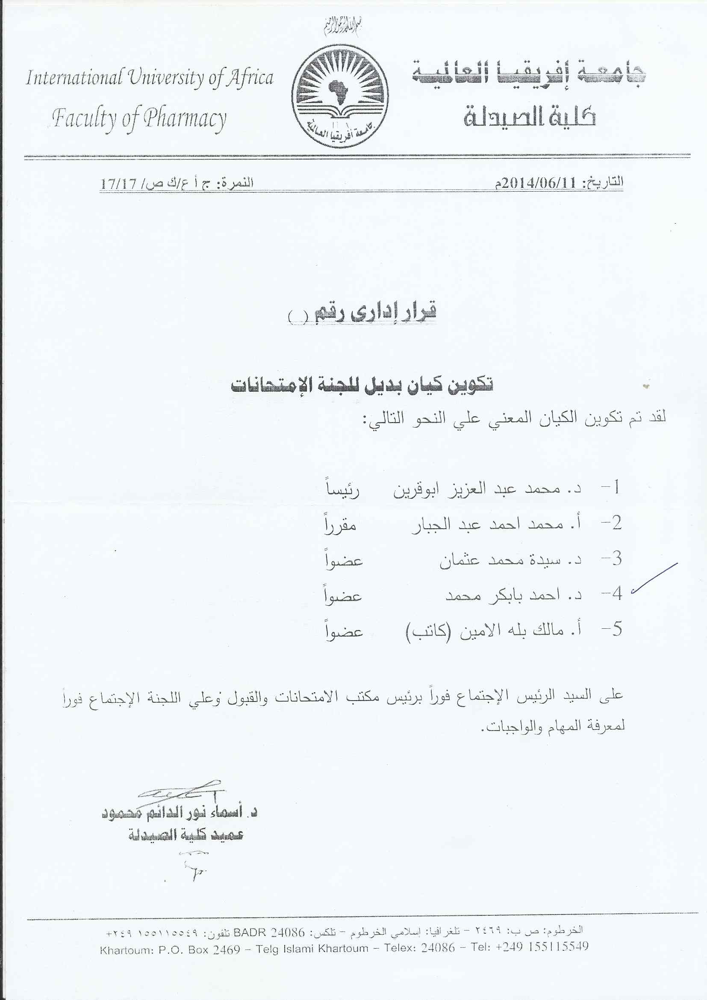 بسم الله الرحمن الرحيم
جامعة إفريقيا العالمية
International University of Africa
كلية الصيدلة
Faculty of Pharmacy
جامعة أفريقيا العالمية
التاريخ: 2014/06/11م
النمرة: ج أ ع/ك ص/ 17/17
قرار إدارى رقم ( )
تكوين كيان بديل للجنة الإمتحانات
لقد تم تكوين الكيان المعني علي النحو التالي:
1- د. محمد عبد العزيز ابوقرين رئيساً
2- أ. محمد احمد عبد الجبار مقرراً
3- د. سيدة محمد عثمان عضواً
4- د. احمد بابكر محمد عضواً
5- أ. مالك بله الامين (كاتب) عضواً
على السيد الرئيس الإجتماع فوراً برئيس مكتب الامتحانات والقبول وعلي اللجنة الإجتماع فوراً
لمعرفة المهام والواجبات.
د. أسماء نور الدائم محمود
عميد كلية الصيدلة
الخرطوم: ص ب: ٢٤٦٩ – تلغرافيا: إسلامي الخرطوم – تلكس: BADR 24086 تلفون: ١٥٥١١٥٥٤٩ ٢٤٩+
Khartoum: P.O. Box 2469 – Telg Islami Khartoum – Telex: 24086 – Tel: +249 155115549